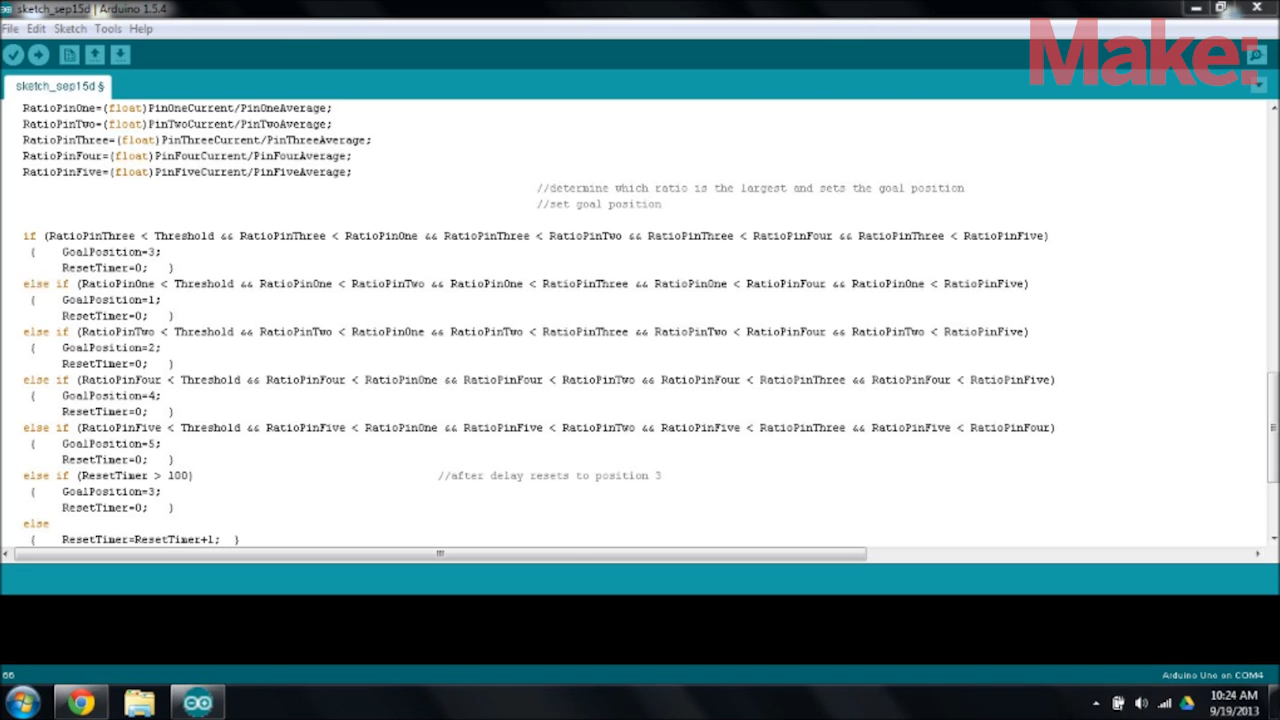 sketch_sep15d | Arduino 1.5.4
Make:
File Edit Sketch Tools Help
sketch_sep15d §
RatioPinOne=(float)PinOneCurrent/PinOneAverage;
RatioPinTwo=(float)PinTwoCurrent/PinTwoAverage;
RatioPinThree=(float)PinThreeCurrent/PinThreeAverage;
RatioPinFour=(float)PinFourCurrent/PinFourAverage;
RatioPinFive=(float)PinFiveCurrent/PinFiveAverage;
//determine which ratio is the largest and sets the goal position
//set goal position
if (RatioPinThree < Threshold && RatioPinThree < RatioPinOne && RatioPinThree < RatioPinTwo && RatioPinThree < RatioPinFour && RatioPinThree < RatioPinFive)
{ GoalPosition=3;
ResetTimer=0; }
else if (RatioPinOne < Threshold && RatioPinOne < RatioPinTwo && RatioPinOne < RatioPinThree && RatioPinOne < RatioPinFour && RatioPinOne < RatioPinFive)
{ GoalPosition=1;
ResetTimer=0; }
else if (RatioPinTwo < Threshold && RatioPinTwo < RatioPinOne && RatioPinTwo < RatioPinThree && RatioPinTwo < RatioPinFour && RatioPinTwo < RatioPinFive)
{ GoalPosition=2;
ResetTimer=0; }
else if (RatioPinFour < Threshold && RatioPinFour < RatioPinOne && RatioPinFour < RatioPinTwo && RatioPinFour < RatioPinThree && RatioPinFour < RatioPinFive)
{ GoalPosition=4;
ResetTimer=0; }
else if (RatioPinFive < Threshold && RatioPinFive < RatioPinOne && RatioPinFive < RatioPinTwo && RatioPinFive < RatioPinThree && RatioPinFive < RatioPinFour)
{ GoalPosition=5;
ResetTimer=0; }
else if (ResetTimer > 100) //after delay resets to position 3
{ GoalPosition=3;
ResetTimer=0; }
else
{ ResetTimer=ResetTimer+1; }
66
Arduino Uno on COM4
10:24 AM
9/19/2013